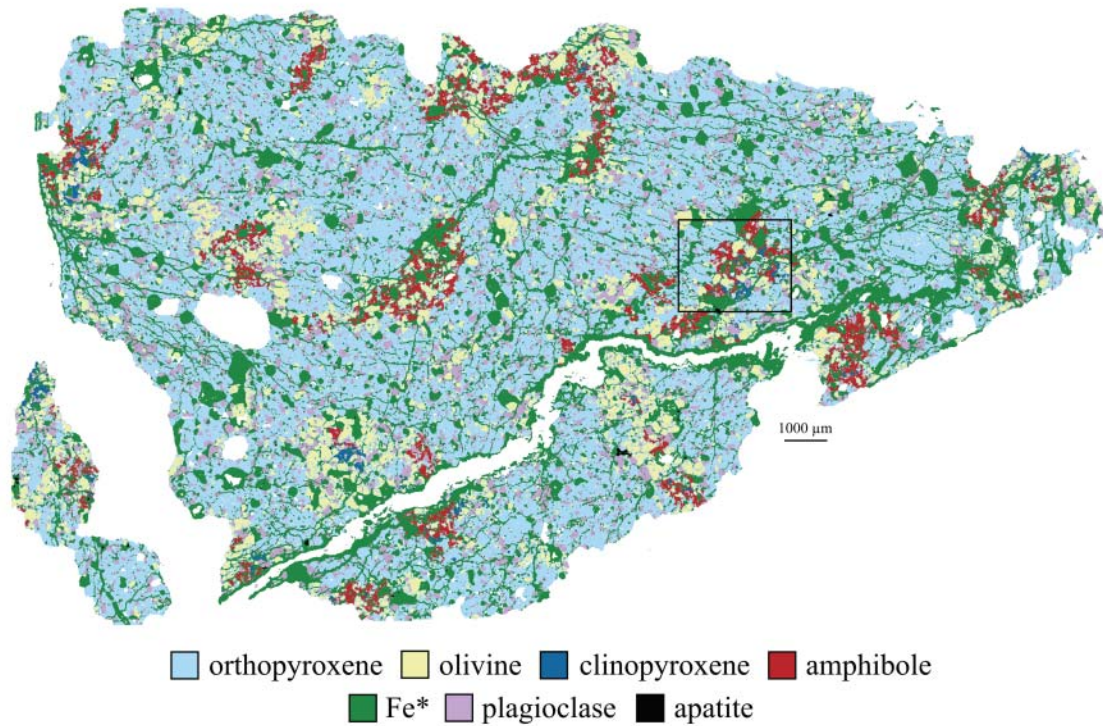 1000 µm
orthopyroxene olivine clinopyroxene amphibole
Fe* plagioclase apatite